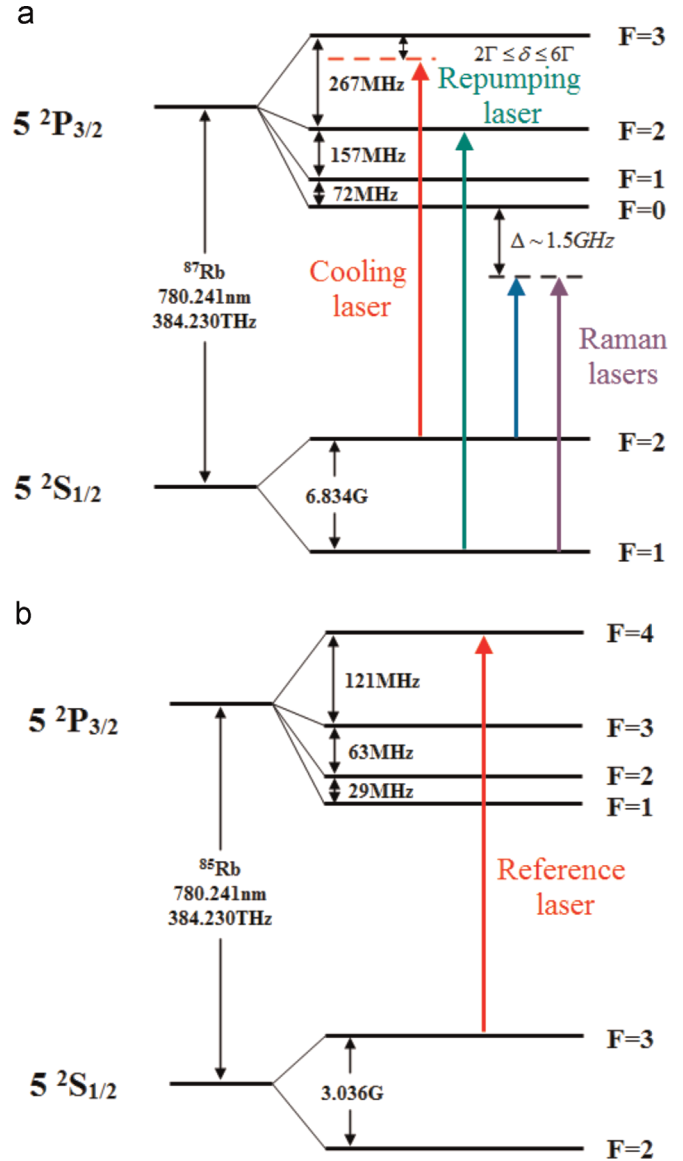 a
F=3
2Γ ≤ δ ≤ 6Γ
267MHz
Repumping
laser
5 ²P₃/₂
F=2
157MHz
F=1
72MHz
F=0
Δ ~ 1.5GHz
⁸⁷Rb
780.241nm
384.230THz
Cooling
laser
Raman
lasers
F=2
5 ²S₁/₂
6.834G
F=1
b
F=4
121MHz
5 ²P₃/₂
F=3
63MHz
F=2
29MHz
F=1
⁸⁵Rb
780.241nm
384.230THz
Reference
laser
F=3
5 ²S₁/₂
3.036G
F=2